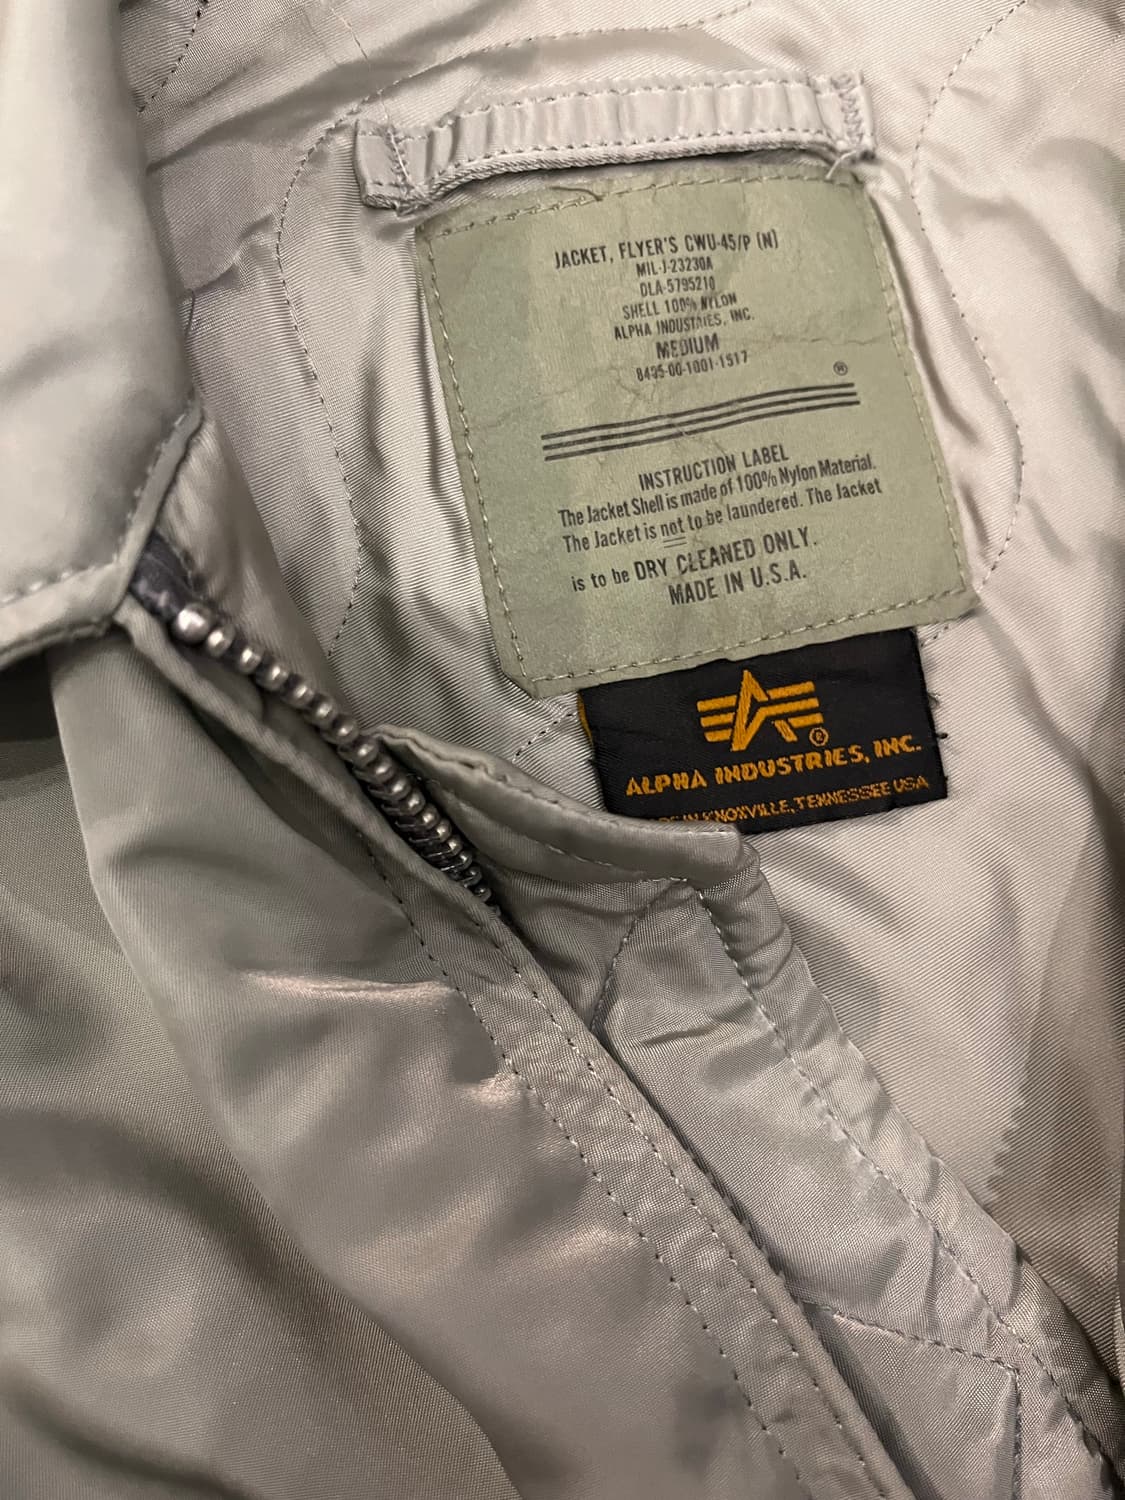 JACKET, FLYER'S CWU-45/P (N)
MIL-J-23230A
DLA-5795210
SHELL 100% NYLON
ALPHA INDUSTRIES, INC.
MEDIUM
8495-00-1001-1517
®
INSTRUCTION LABEL
The Jacket Shell is made of 100% Nylon Material.
The Jacket is not to be laundered. The Jacket
is to be DRY CLEANED ONLY.
MADE IN U.S.A.
®
ALPHA INDUSTRIES, INC.
IN KNOXVILLE, TENNESSEE USA